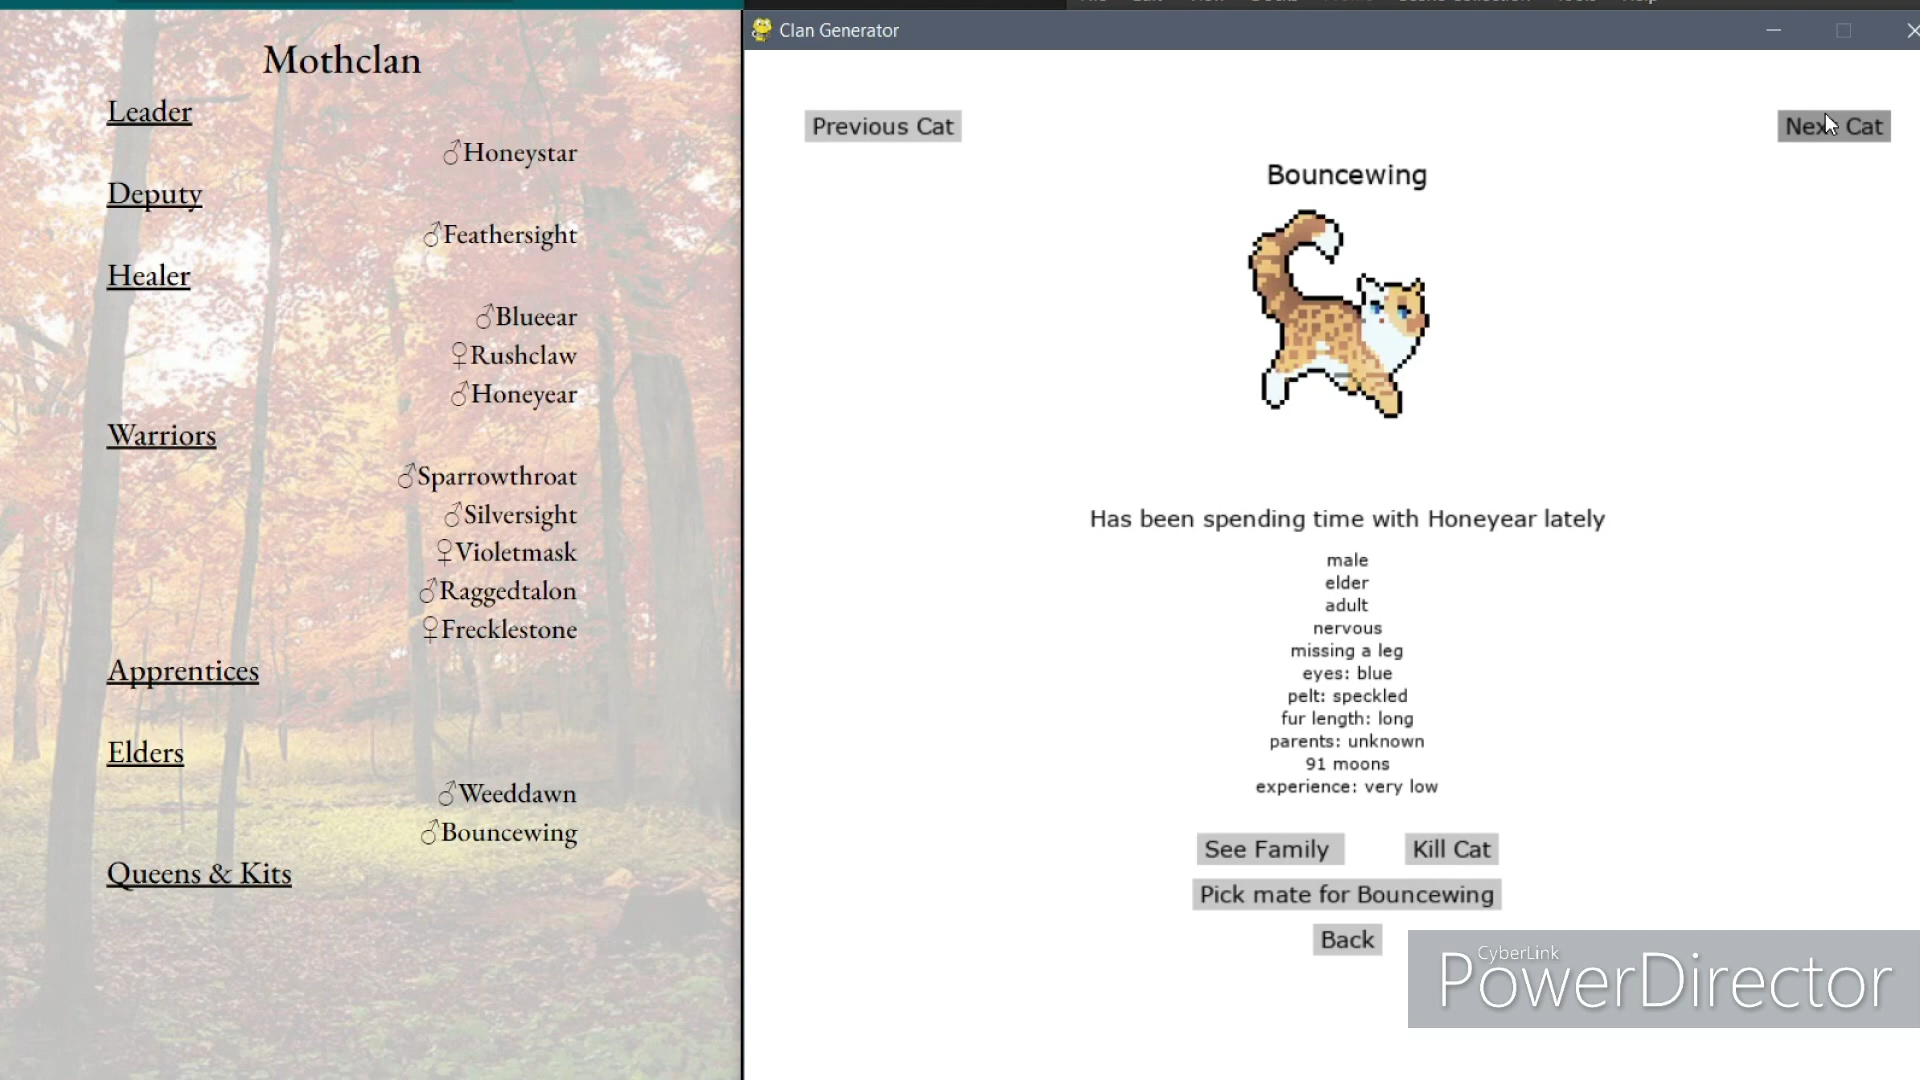 Mothclan
Leader
♂Honeystar
Deputy
♂Feathersight
Healer
♂Blueear
♀Rushclaw
♂Honeyear
Warriors
♂Sparrowthroat
♂Silversight
♀Violetmask
♂Raggedtalon
♀Frecklestone
Apprentices
Elders
♂Weeddawn
♂Bouncewing
Queens & Kits
Clan Generator
Previous Cat
Next Cat
Bouncewing
Has been spending time with Honeyear lately
male
elder
adult
nervous
missing a leg
eyes: blue
pelt: speckled
fur length: long
parents: unknown
91 moons
experience: very low
See Family
Kill Cat
Pick mate for Bouncewing
Back
CyberLink
PowerDirector